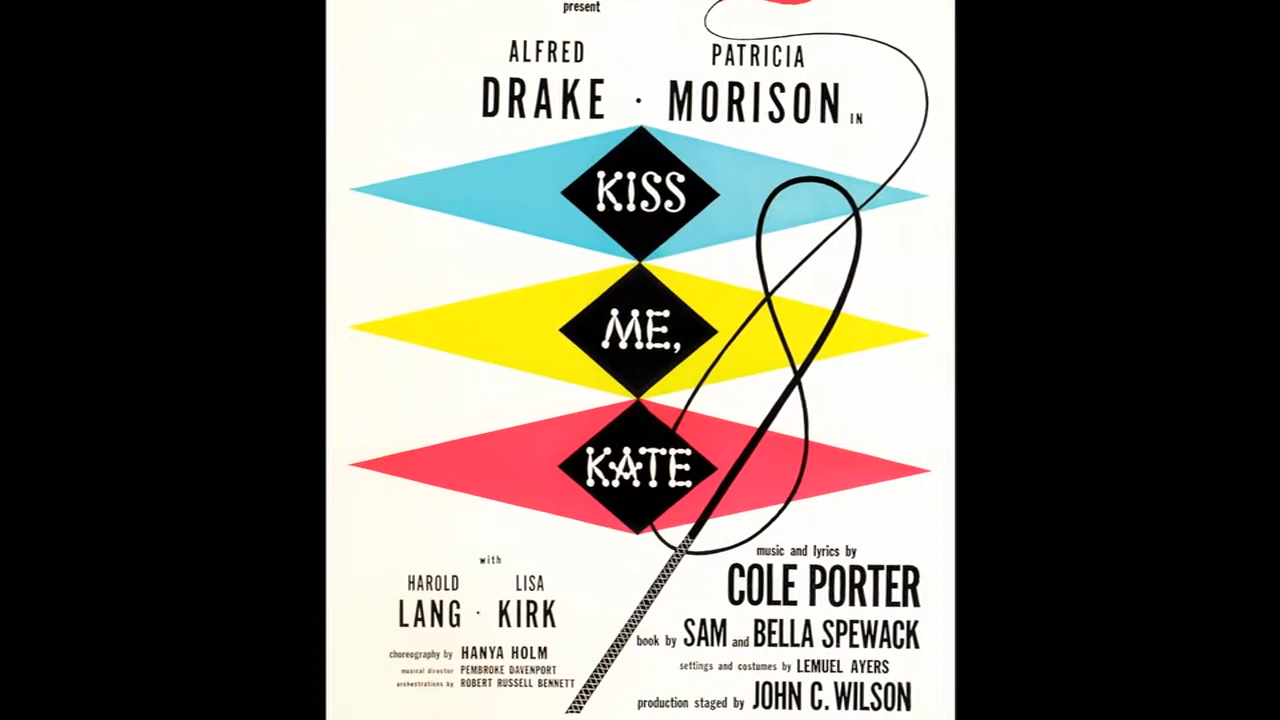 present
ALFRED PATRICIA
DRAKE · MORISON IN
KISS
ME,
KATE
with
HAROLD LISA
LANG · KIRK
choreography by HANYA HOLM
musical director PEMBROKE DAVENPORT
orchestrations by ROBERT RUSSELL BENNETT
music and lyrics by
COLE PORTER
book by SAM and BELLA SPEWACK
settings and costumes by LEMUEL AYERS
production staged by JOHN C. WILSON